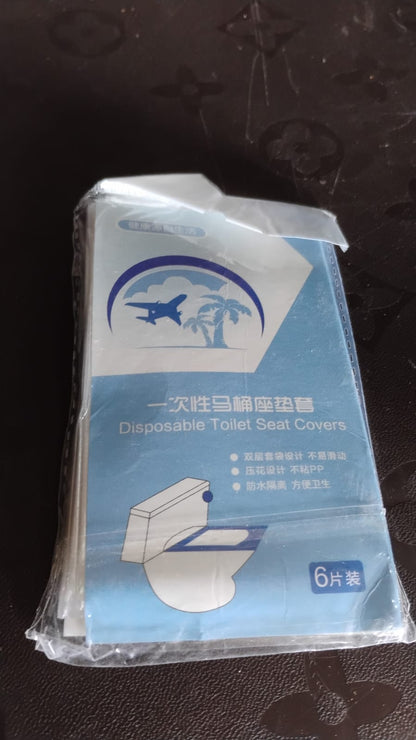 一次性马桶座垫套
Disposable Toilet Seat Covers
双层套袋设计 不易滑动
压花设计 不粘PP
防水隔离 方便卫生
6片装